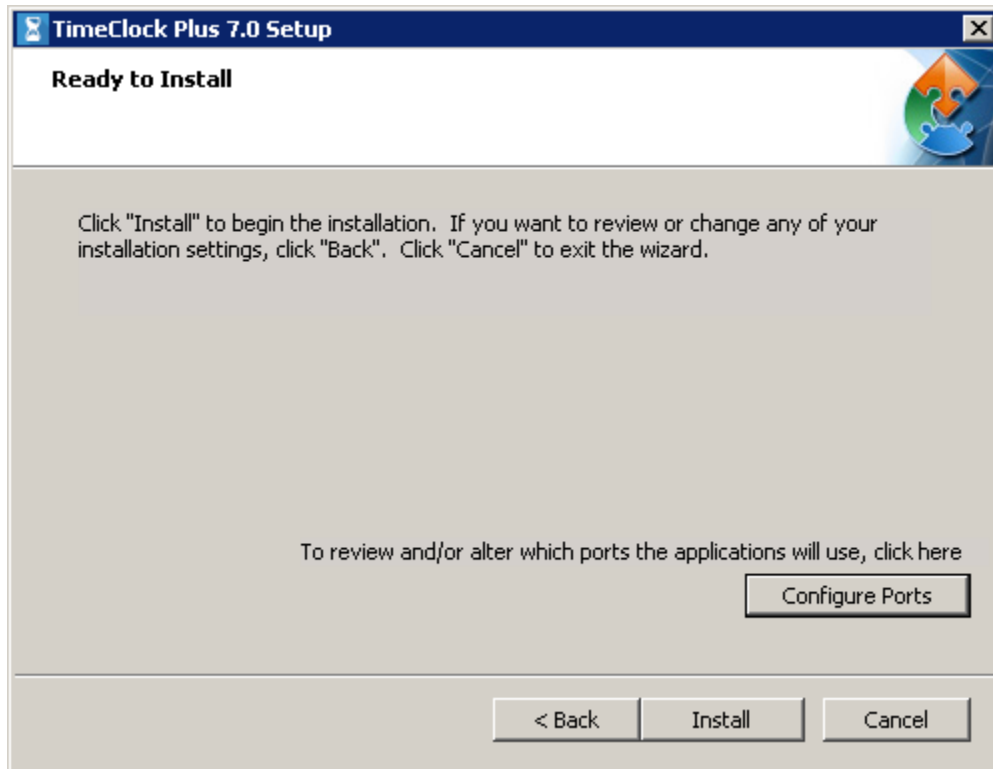 TimeClock Plus 7.0 Setup
Ready to Install
Click "Install" to begin the installation.  If you want to review or change any of your
installation settings, click "Back".  Click "Cancel" to exit the wizard.
To review and/or alter which ports the applications will use, click here
Configure Ports
< Back
Install
Cancel